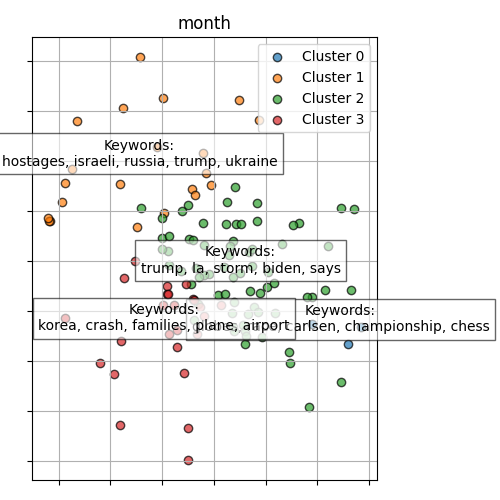 month
Cluster 0
Cluster 1
Cluster 2
Cluster 3
Keywords:
hostages, israeli, russia, trump, ukraine
Keywords:
trump, la, storm, biden, says
Keywords:
korea, crash, families, plane, airport
Keywords:
carlsen, championship, chess